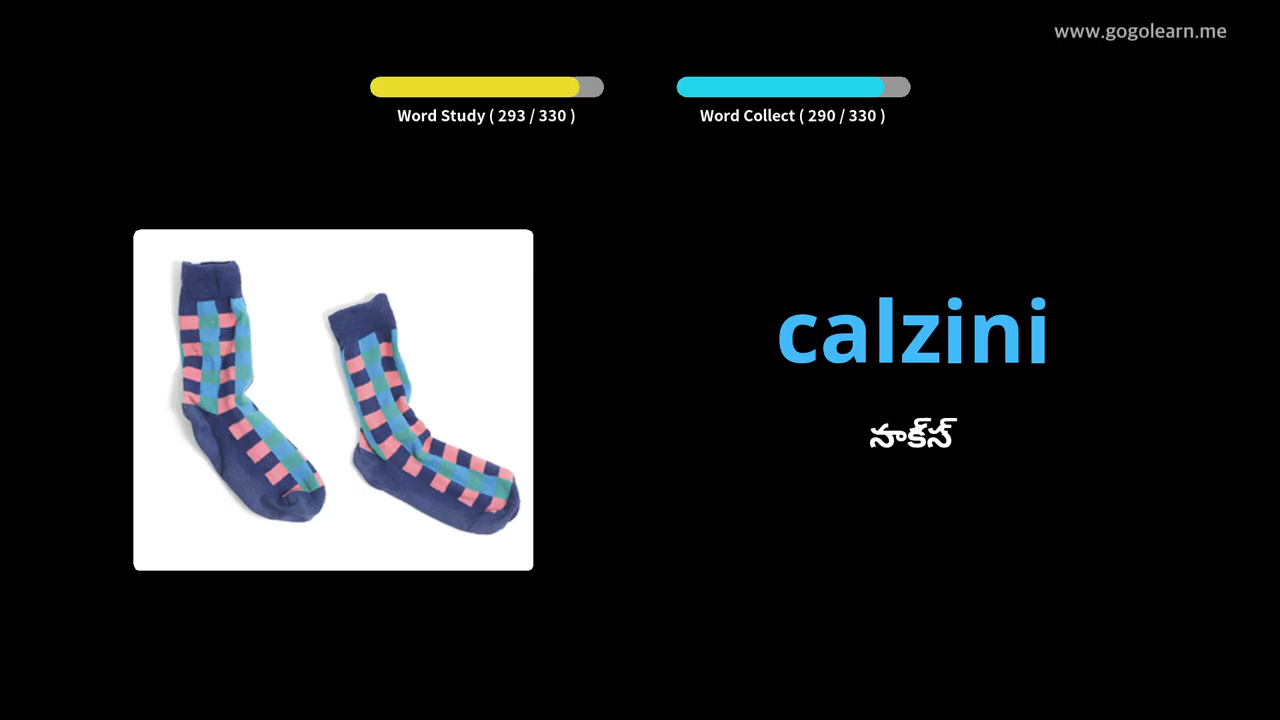 www.gogolearn.me
Word Study ( 293 / 330 )
Word Collect ( 290 / 330 )
calzini
సాక్స్